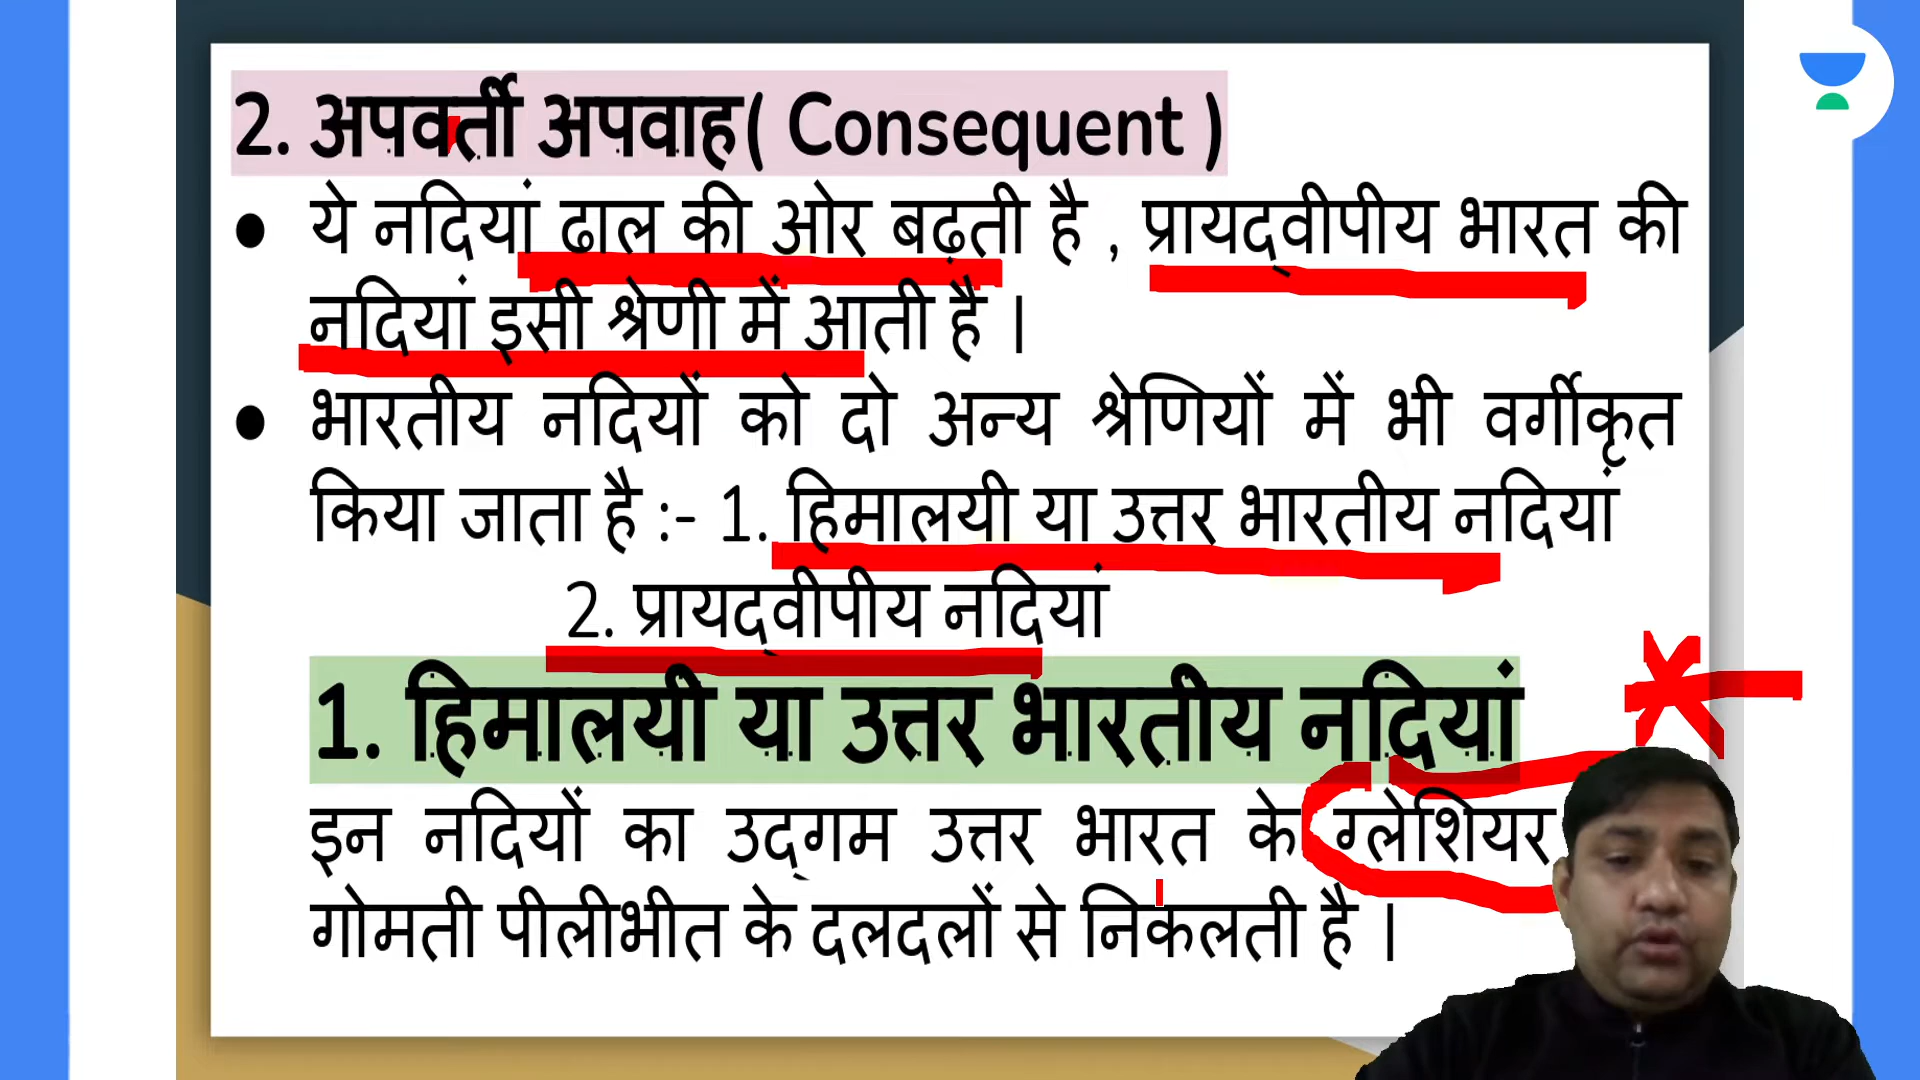 2. अपवर्ती अपवाह( Consequent )
● ये नदियां ढाल की ओर बढ़ती है , प्रायद्वीपीय भारत की
नदियां इसी श्रेणी में आती हैं ।
● भारतीय नदियों को दो अन्य श्रेणियों में भी वर्गीकृत
किया जाता है :- 1. हिमालयी या उत्तर भारतीय नदियां
2. प्रायद्वीपीय नदियां
1. हिमालयी या उत्तर भारतीय नदियां
इन नदियों का उद्गम उत्तर भारत के ग्लेशियर
गोमती पीलीभीत के दलदलों से निकलती है ।